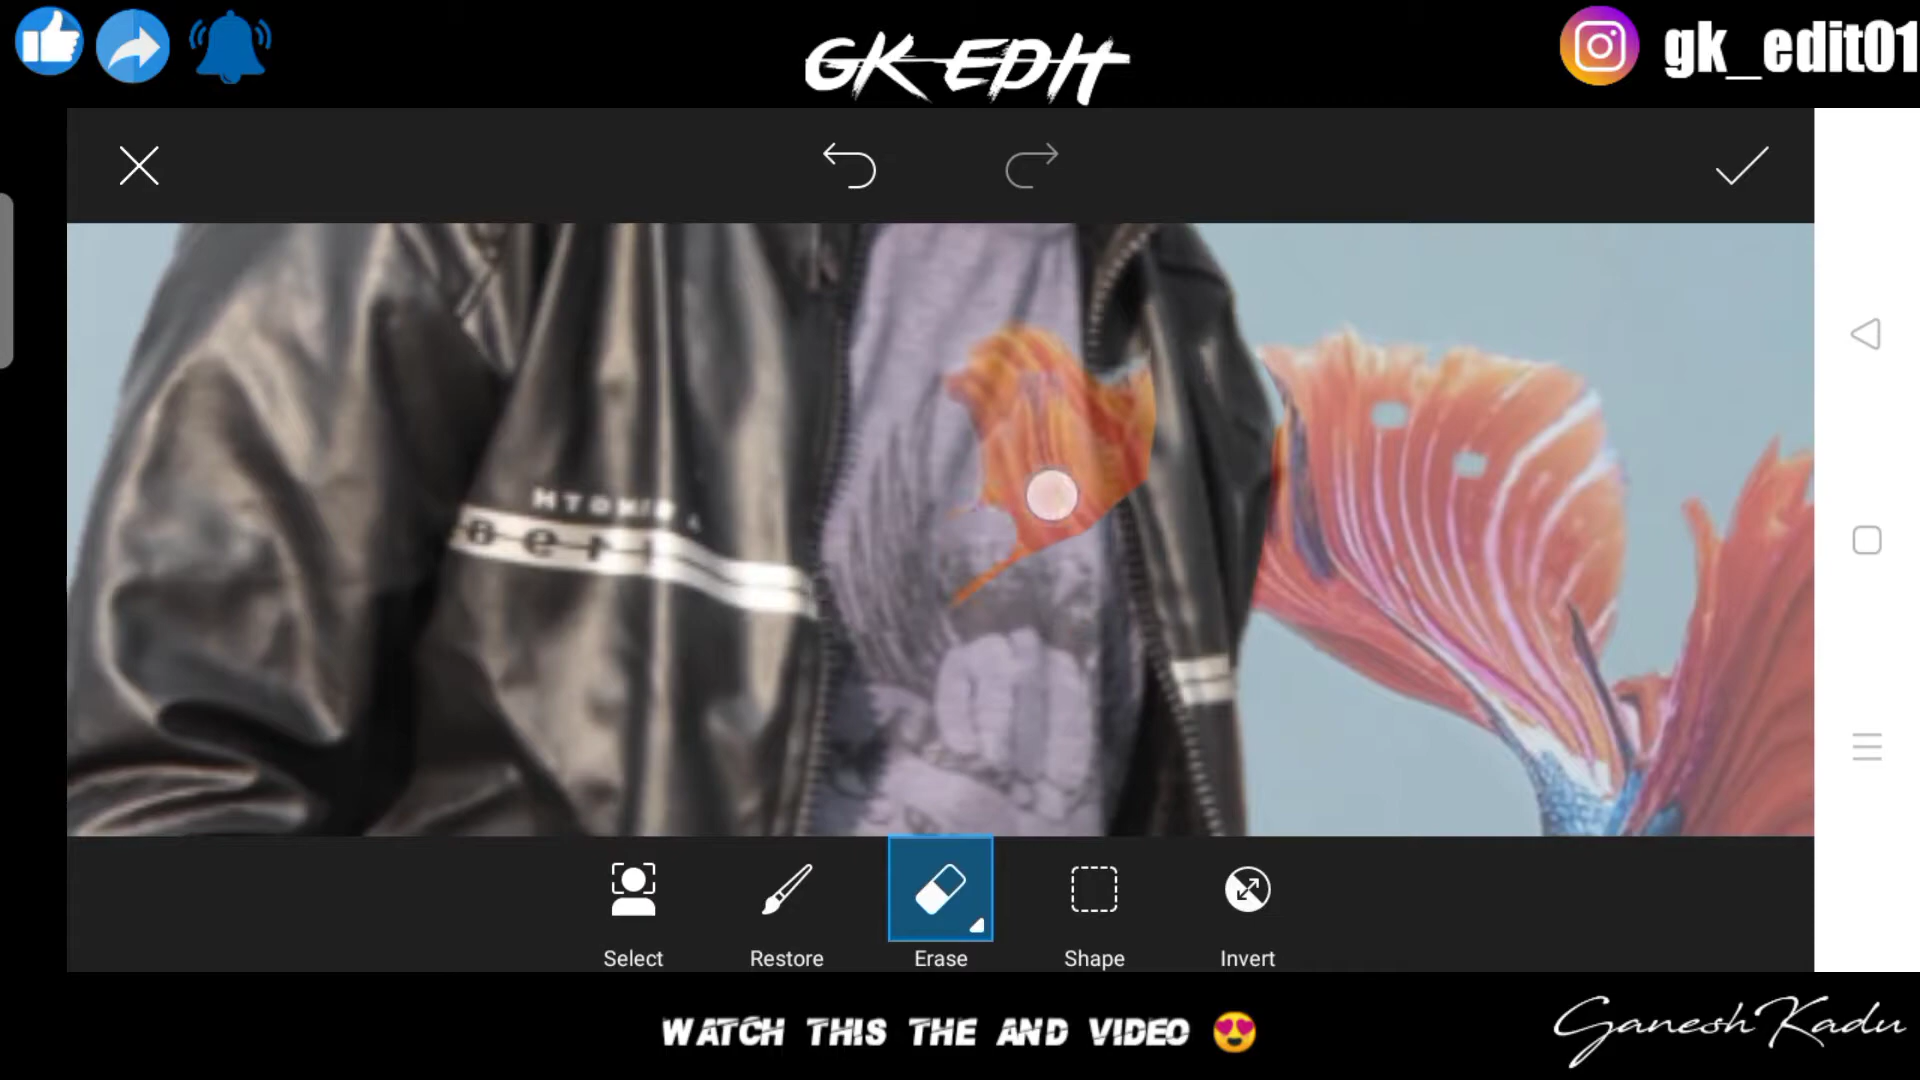 GK EDIT
gk_edit01
Select
Restore
Erase
Shape
Invert
WATCH THIS THE AND VIDEO 😍
Ganesh Kadu